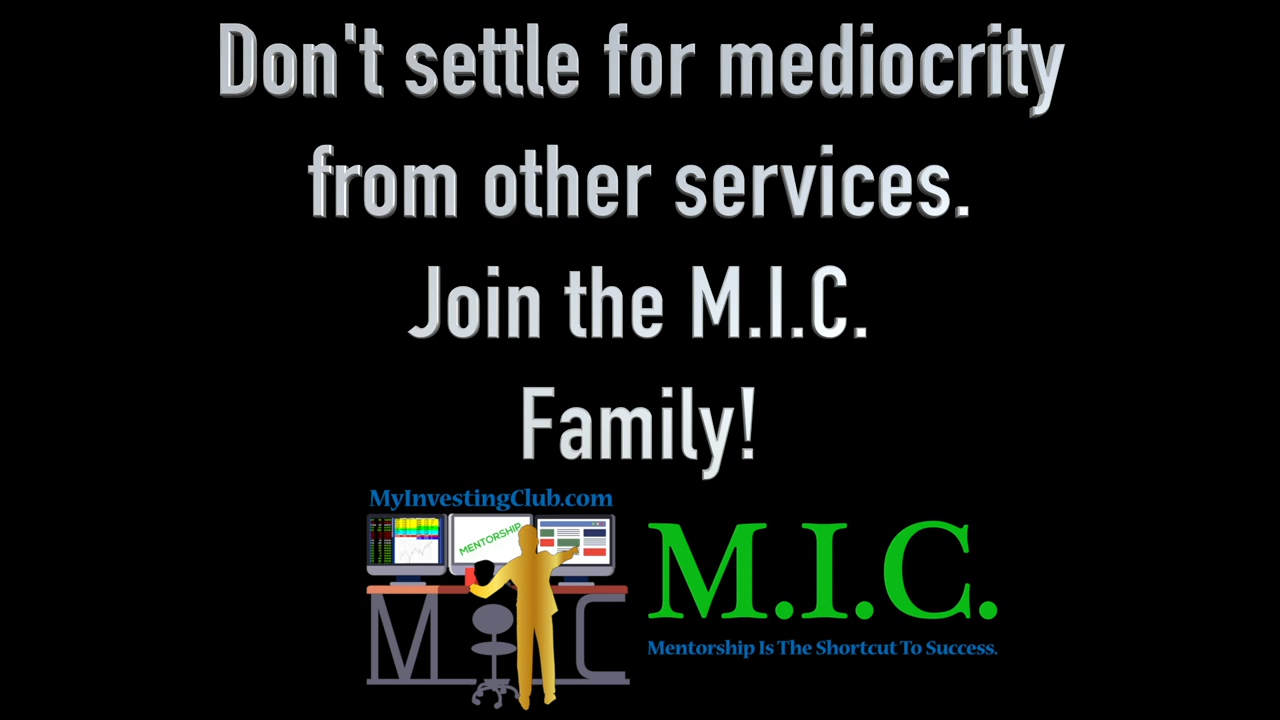 Don't settle for mediocrity
from other services.
Join the M.I.C.
Family!
MyInvestingClub.com
MENTORSHIP
MIC
M.I.C.
Mentorship Is The Shortcut To Success.